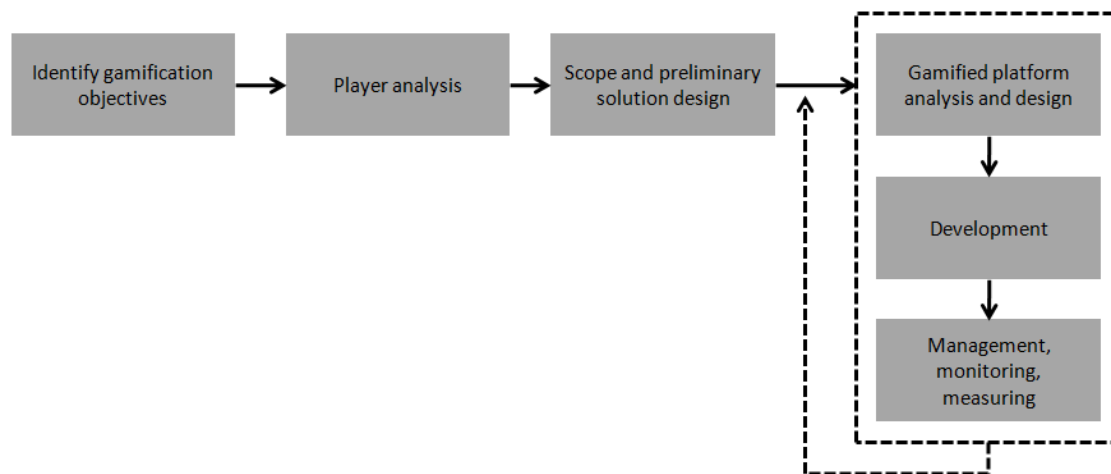 Identify gamification
objectives
Player analysis
Scope and preliminary
solution design
Gamified platform
analysis and design
Development
Management,
monitoring,
measuring